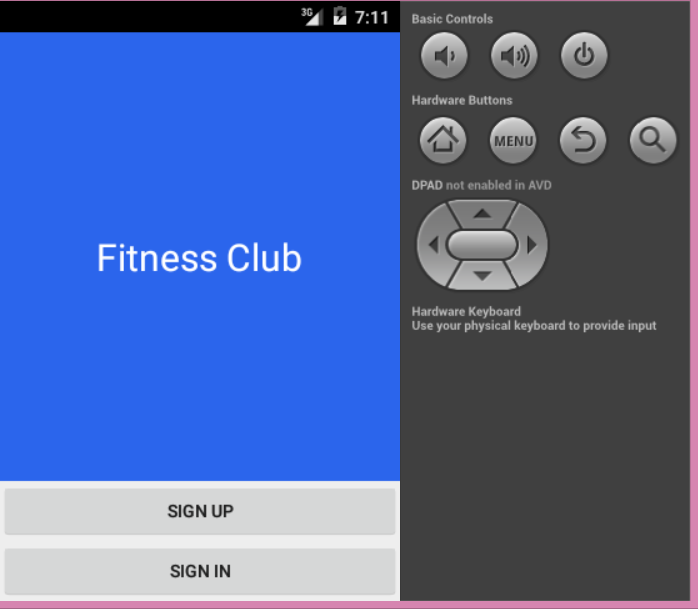 3G 7:11
Fitness Club
SIGN UP
SIGN IN
Basic Controls
Hardware Buttons
MENU
DPAD not enabled in AVD
Hardware Keyboard
Use your physical keyboard to provide input